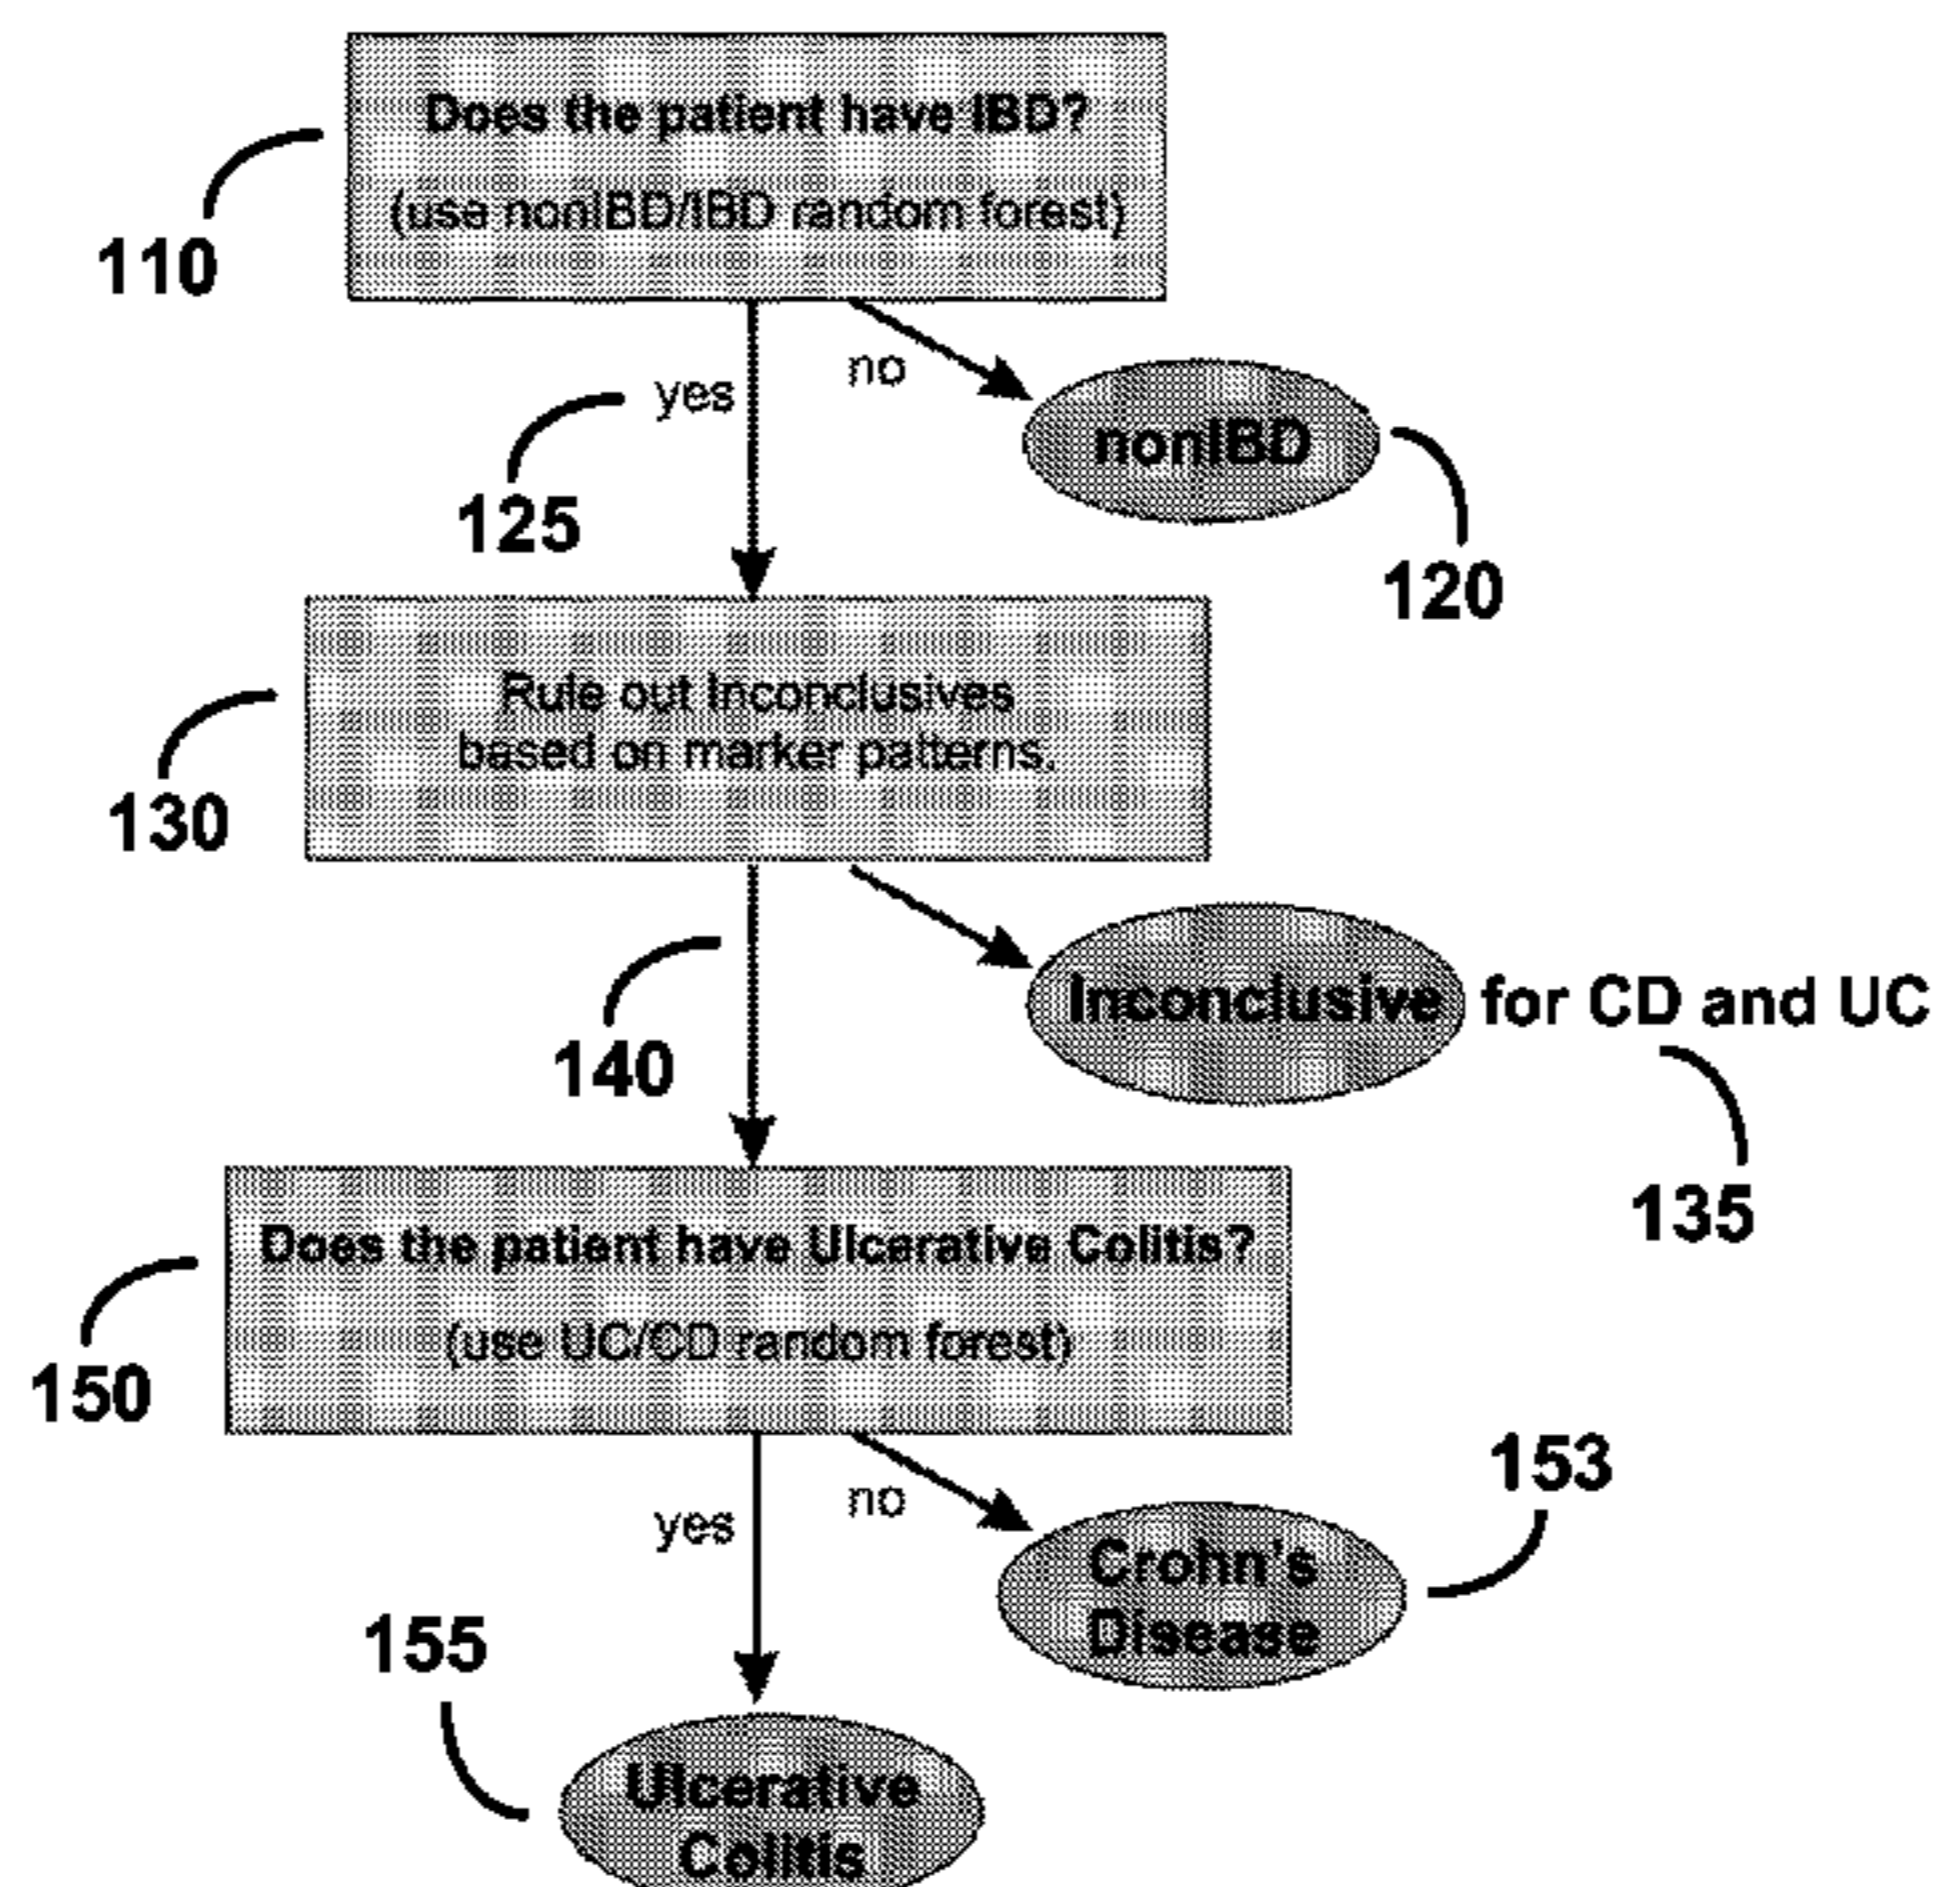 Does the patient have IBD?
(use nonIBD/IBD random forest)
110
yes
no
nonIBD
125
120
Rule out Inconclusives
based on marker patterns.
130
Inconclusive for CD and UC
140
135
Does the patient have Ulcerative Colitis?
(use UC/CD random forest)
150
153
yes
no
Crohn's
Disease
155
Ulcerative
Colitis